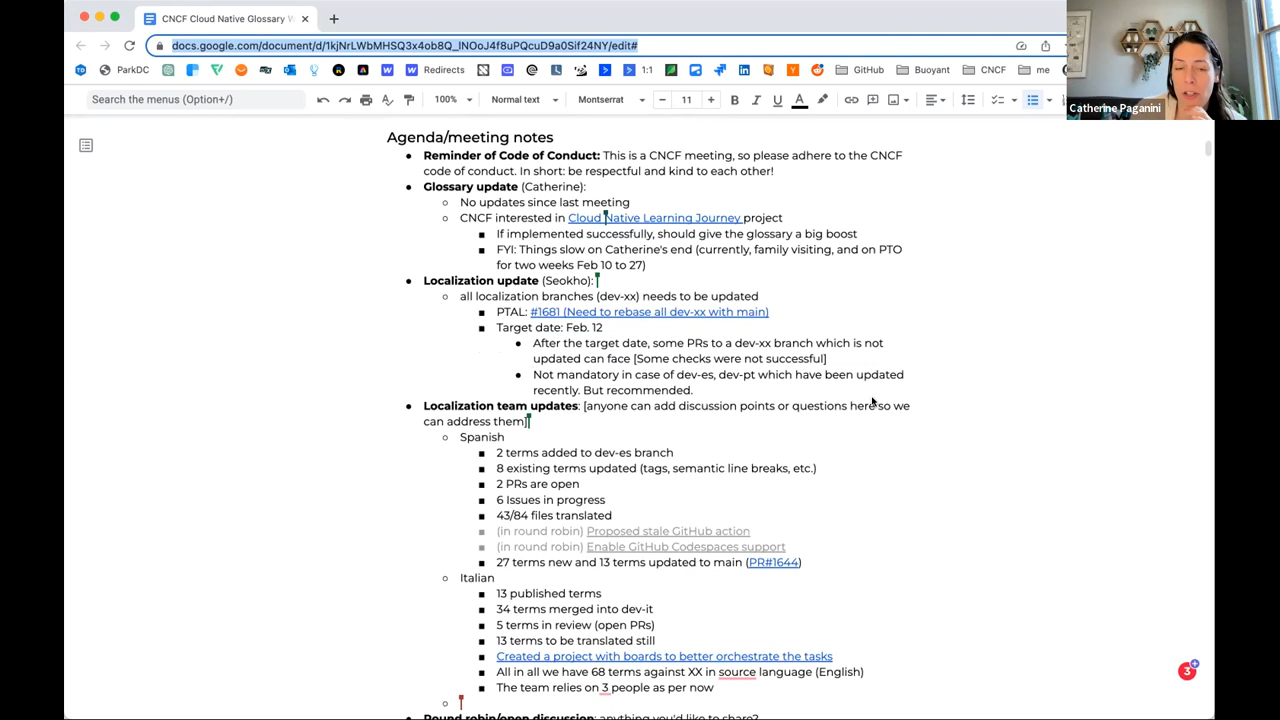 CNCF Cloud Native Glossary W
docs.google.com/document/d/1kjNrLWbMHSQ3x4ob8Q_lNOoJ4f8uPQcuD9a0Sif24NY/edit#
ParkDC
Redirects
1:1
GitHub
Buoyant
CNCF
me
Catherine Paganini
Search the menus (Option+/)
100%
Normal text
Montserrat
11
B I U A
Agenda/meeting notes
Reminder of Code of Conduct: This is a CNCF meeting, so please adhere to the CNCF
code of conduct. In short: be respectful and kind to each other!
Glossary update (Catherine):
No updates since last meeting
CNCF interested in Cloud Native Learning Journey project
If implemented successfully, should give the glossary a big boost
FYI: Things slow on Catherine's end (currently, family visiting, and on PTO
for two weeks Feb 10 to 27)
Localization update (Seokho):
all localization branches (dev-xx) needs to be updated
PTAL: #1681 (Need to rebase all dev-xx with main)
Target date: Feb. 12
After the target date, some PRs to a dev-xx branch which is not
updated can face [Some checks were not successful]
Not mandatory in case of dev-es, dev-pt which have been updated
recently. But recommended.
Localization team updates: [anyone can add discussion points or questions here so we
can address them]
Spanish
2 terms added to dev-es branch
8 existing terms updated (tags, semantic line breaks, etc.)
2 PRs are open
6 Issues in progress
43/84 files translated
(in round robin) Proposed stale GitHub action
(in round robin) Enable GitHub Codespaces support
27 terms new and 13 terms updated to main (PR#1644)
Italian
13 published terms
34 terms merged into dev-it
5 terms in review (open PRs)
13 terms to be translated still
Created a project with boards to better orchestrate the tasks
All in all we have 68 terms against XX in source language (English)
The team relies on 3 people as per now
3
Round robin/open discussion: anything you'd like to share?